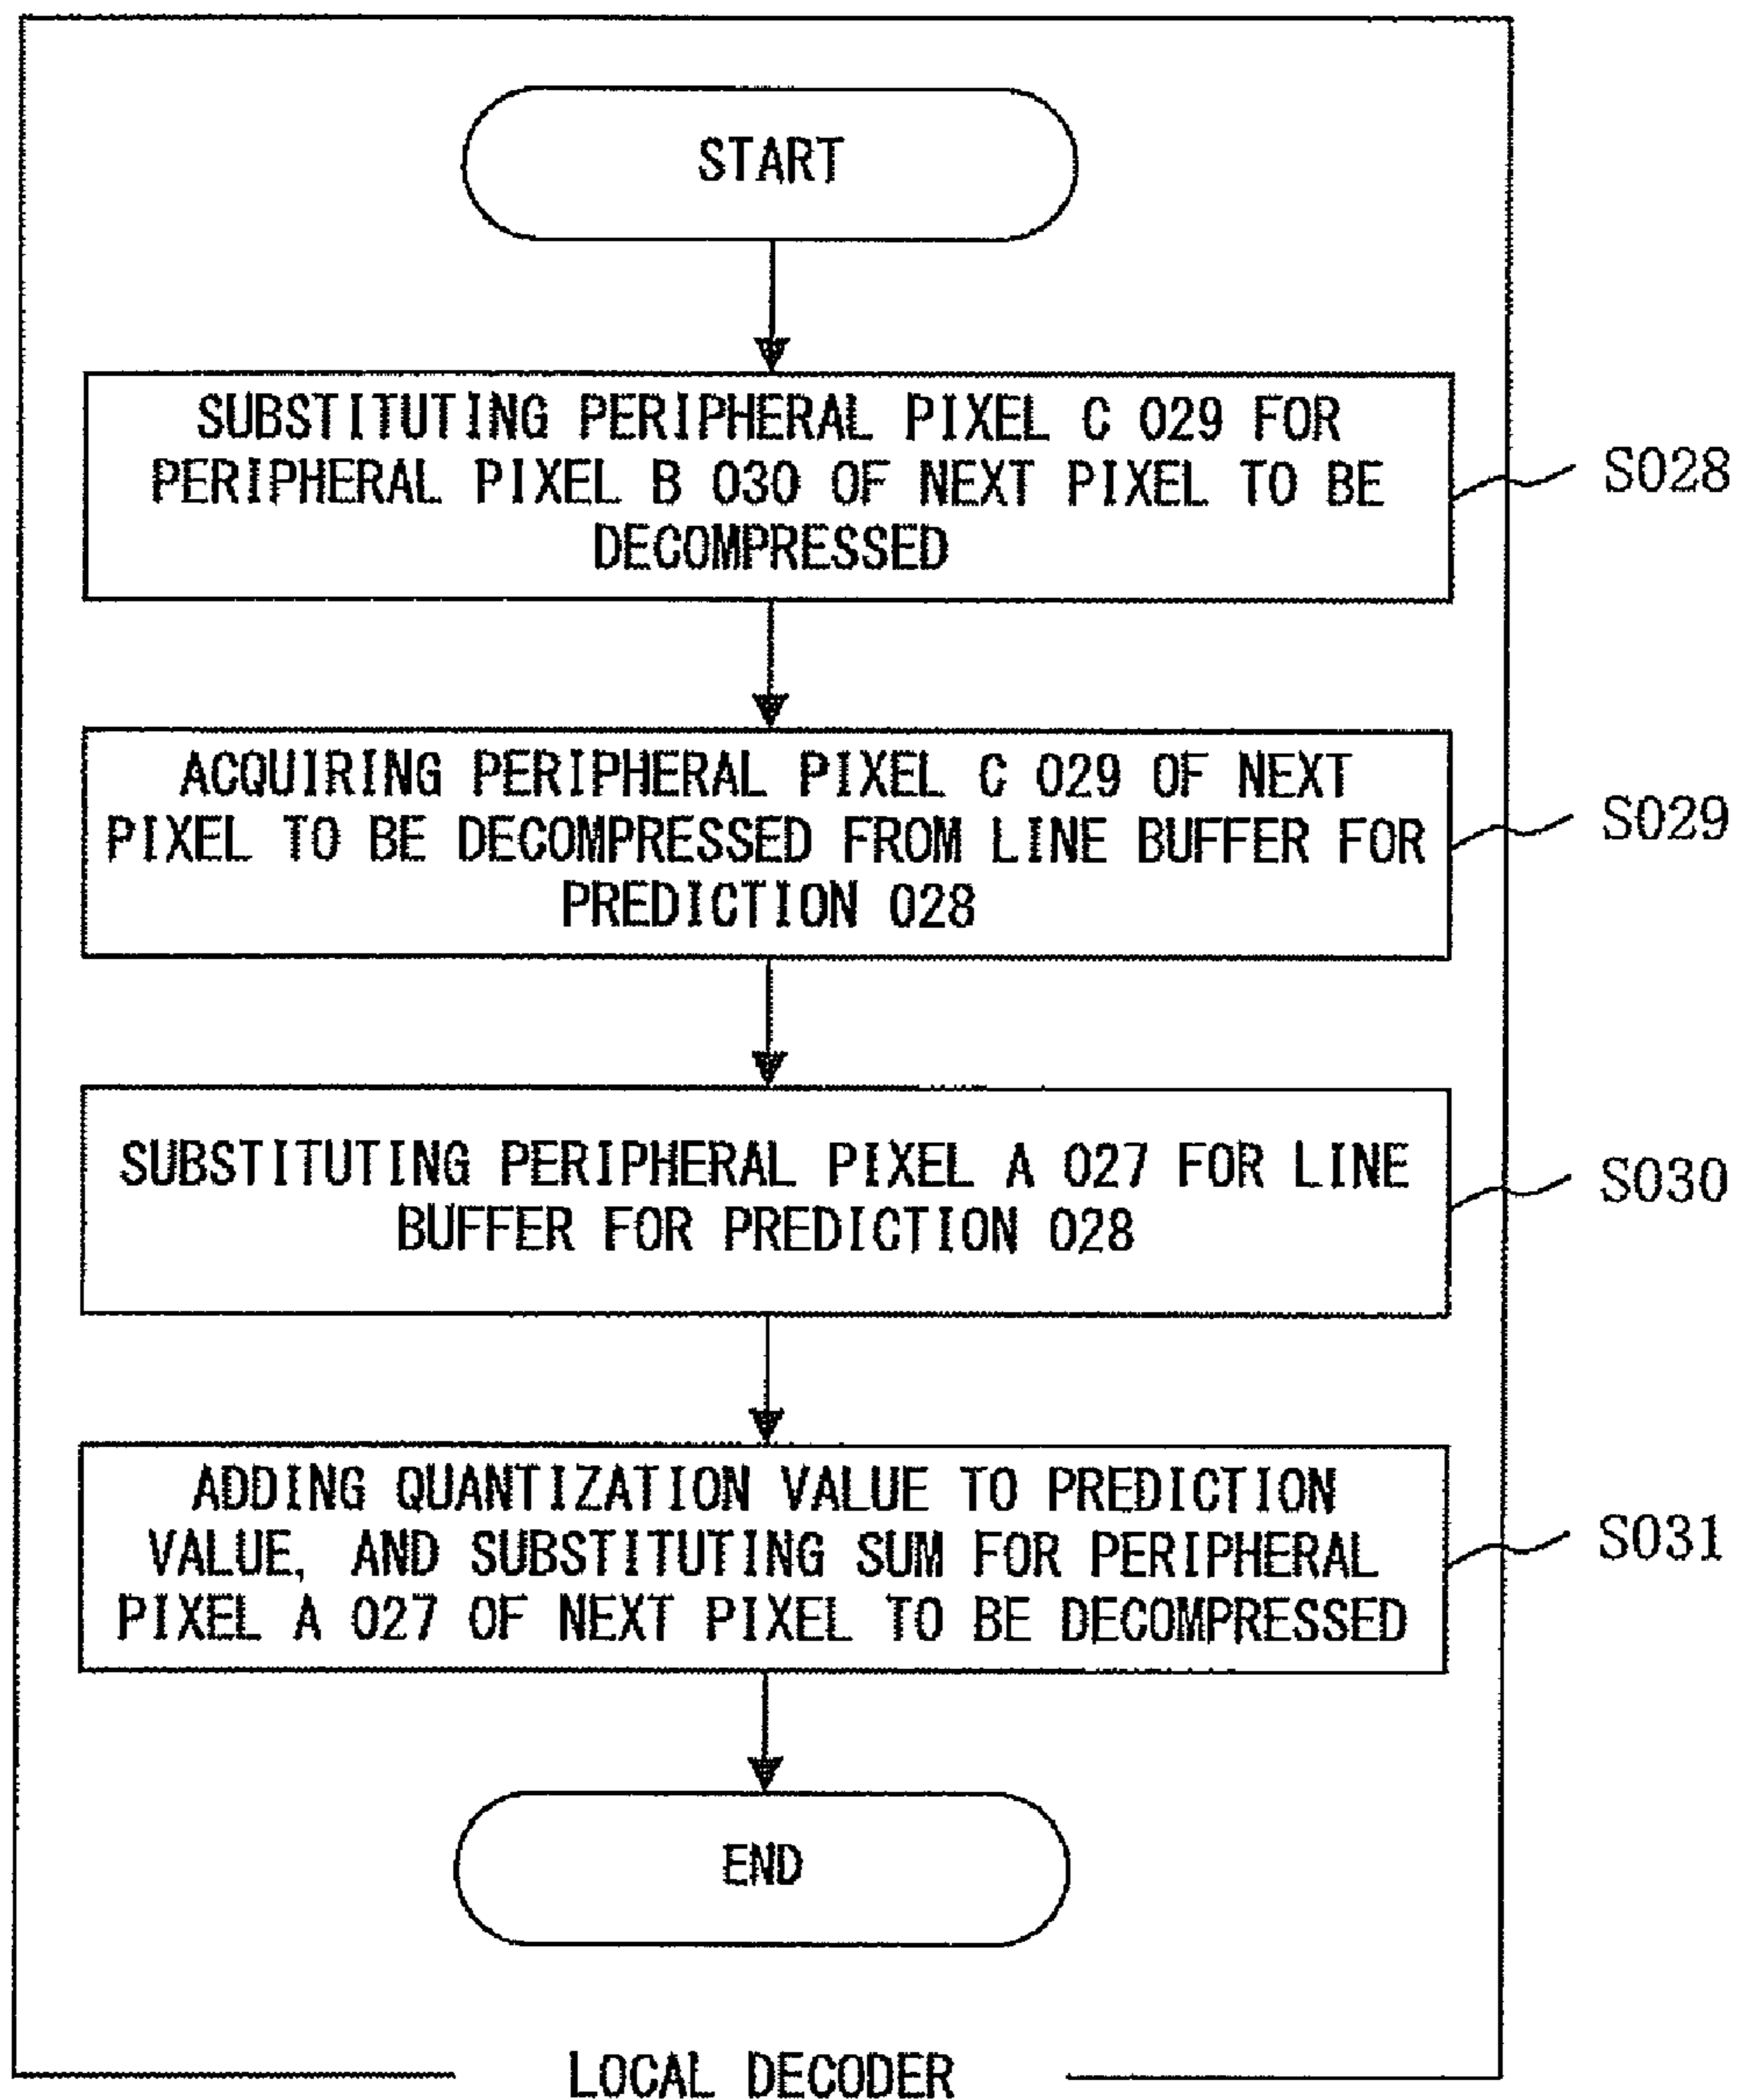 START
SUBSTITUTING PERIPHERAL PIXEL C 029 FOR
PERIPHERAL PIXEL B 030 OF NEXT PIXEL TO BE
DECOMPRESSED
S028
ACQUIRING PERIPHERAL PIXEL C 029 OF NEXT
PIXEL TO BE DECOMPRESSED FROM LINE BUFFER FOR
PREDICTION 028
S029
SUBSTITUTING PERIPHERAL PIXEL A 027 FOR LINE
BUFFER FOR PREDICTION 028
S030
ADDING QUANTIZATION VALUE TO PREDICTION
VALUE, AND SUBSTITUTING SUM FOR PERIPHERAL
PIXEL A 027 OF NEXT PIXEL TO BE DECOMPRESSED
S031
END
LOCAL DECODER